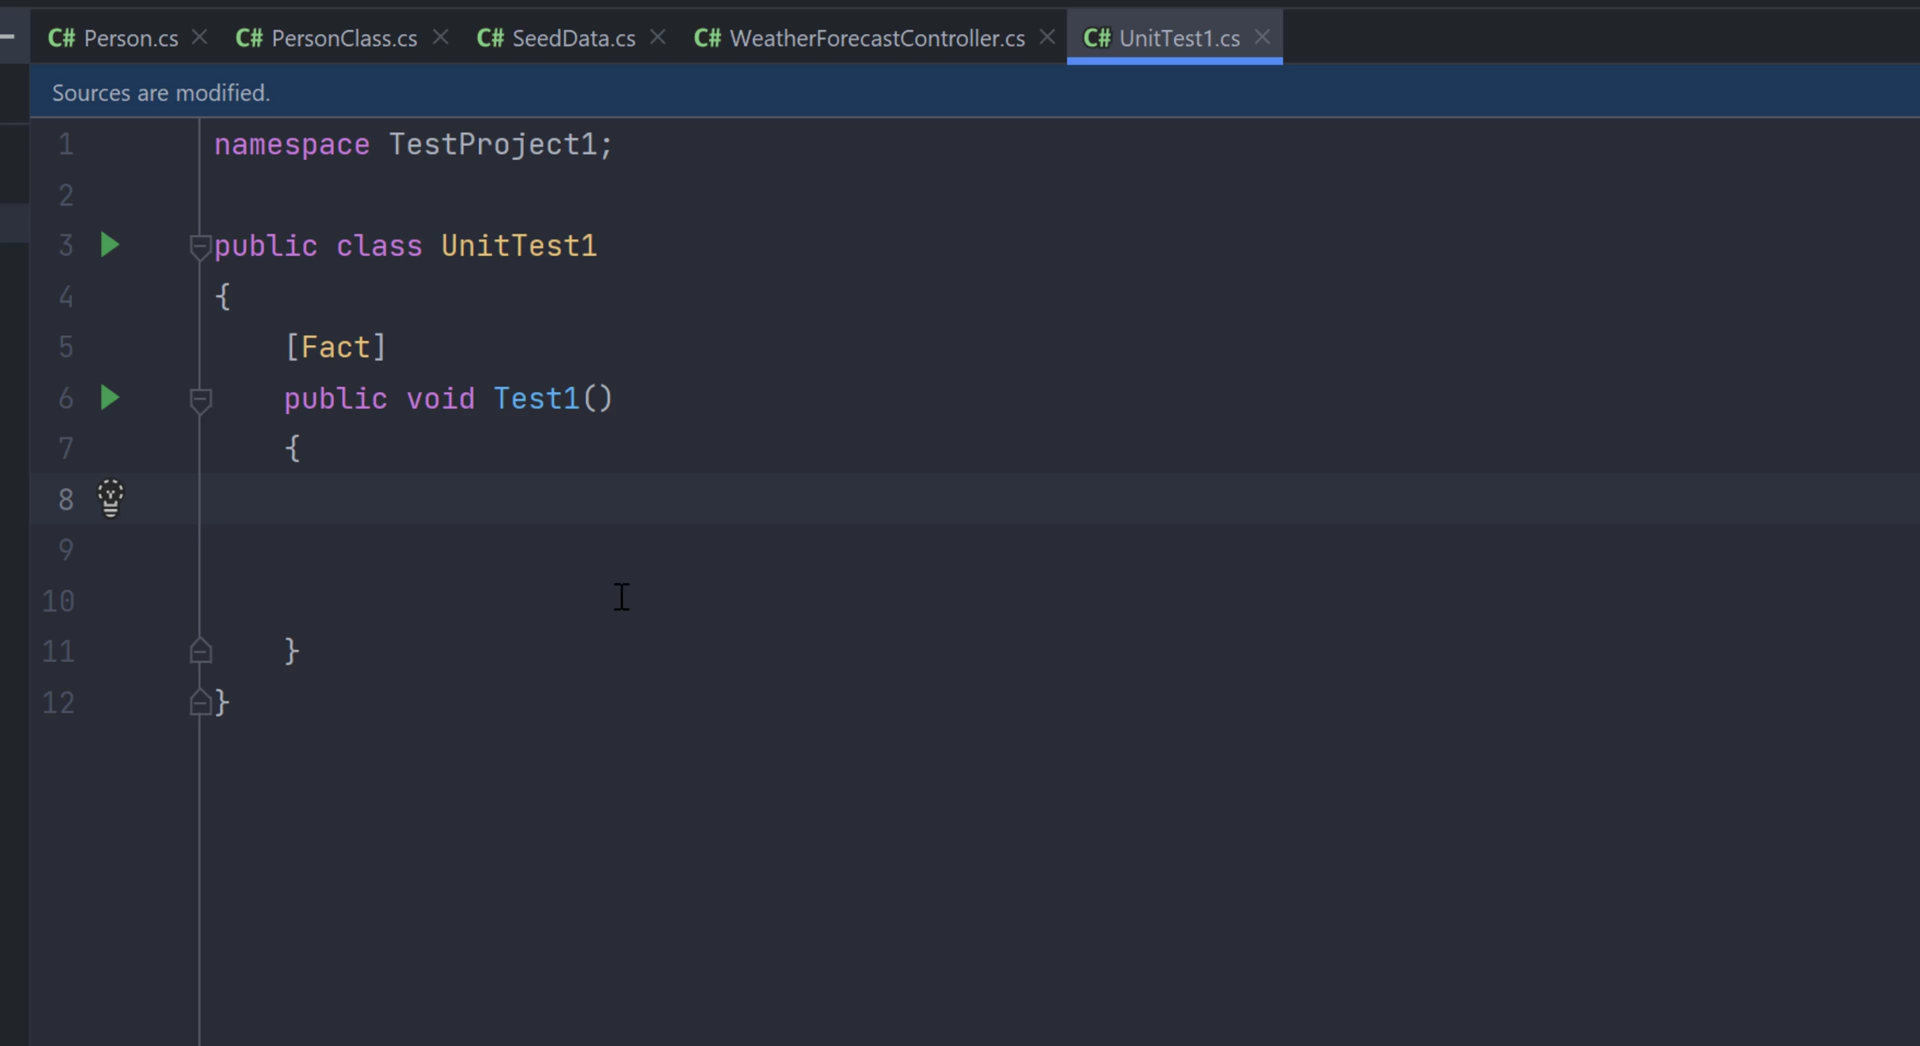 C# Person.cs C# PersonClass.cs C# SeedData.cs C# WeatherForecastController.cs C# UnitTest1.cs
Sources are modified.
1 namespace TestProject1;
2
3 public class UnitTest1
4 {
5 [Fact]
6 public void Test1()
7 {
8
9
10
11 }
12 }